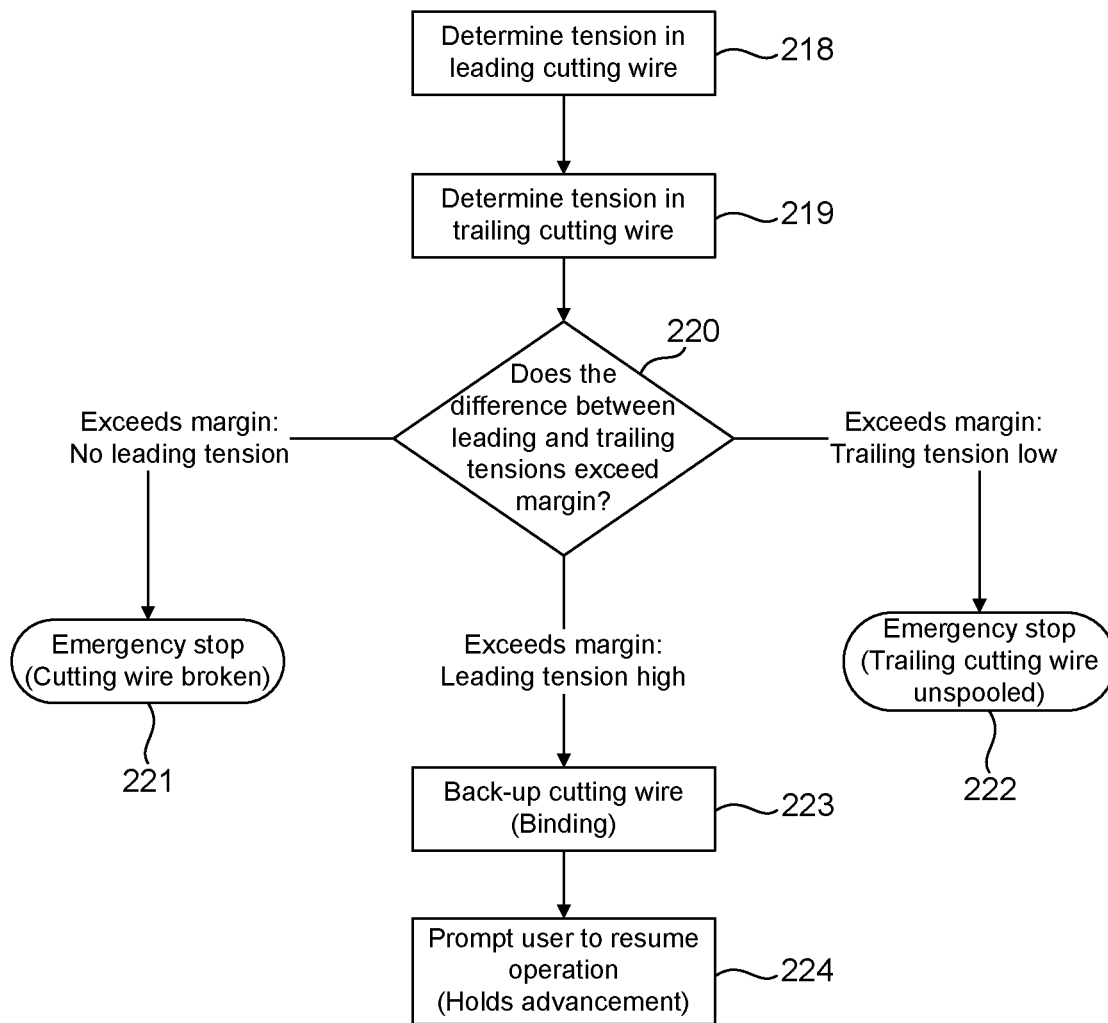 Determine tension in
leading cutting wire
218
Determine tension in
trailing cutting wire
219
220
Does the
difference between
leading and trailing
tensions exceed
margin?
Exceeds margin:
No leading tension
Exceeds margin:
Trailing tension low
Emergency stop
(Cutting wire broken)
221
Exceeds margin:
Leading tension high
Emergency stop
(Trailing cutting wire
unspooled)
222
Back-up cutting wire
(Binding)
223
Prompt user to resume
operation
(Holds advancement)
224